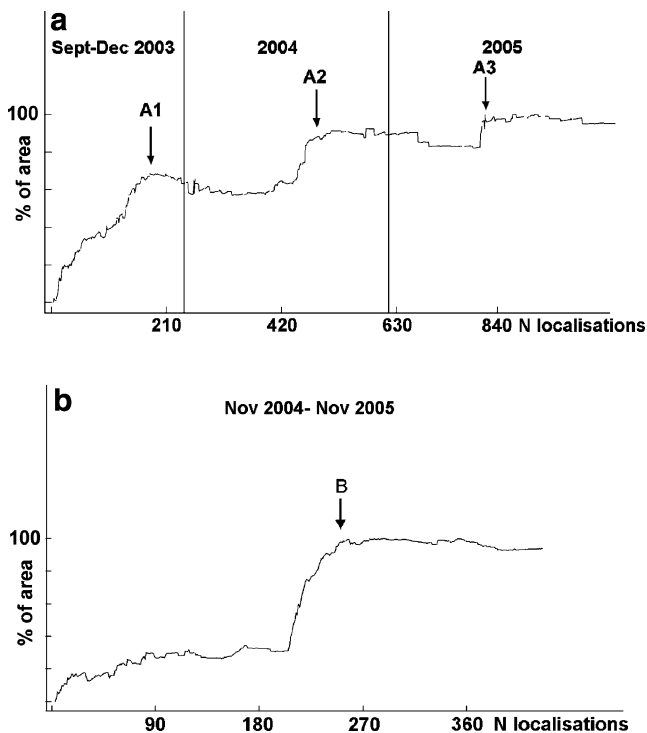 a
Sept-Dec 2003 2004 2005
A1 A2 A3
100
% of area
210 420 630 840 N localisations
b
Nov 2004- Nov 2005
B
100
% of area
90 180 270 360 N localisations